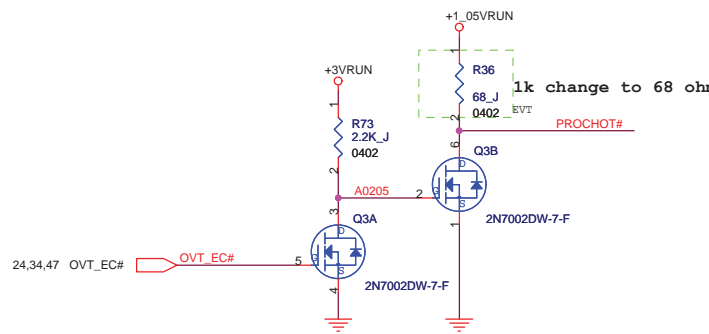 +1_05VRUN
1
R36
68_J
0402
2
1k change to 68 ohm
EVT
+3VRUN
1
R73
2.2K_J
0402
2
PROCHOT#
6
Q3B
D
G
S
2
A0205
3
Q3A
2N7002DW-7-F
1
D
G
S
24,34,47 OVT_EC#
OVT_EC#
5
2N7002DW-7-F
4